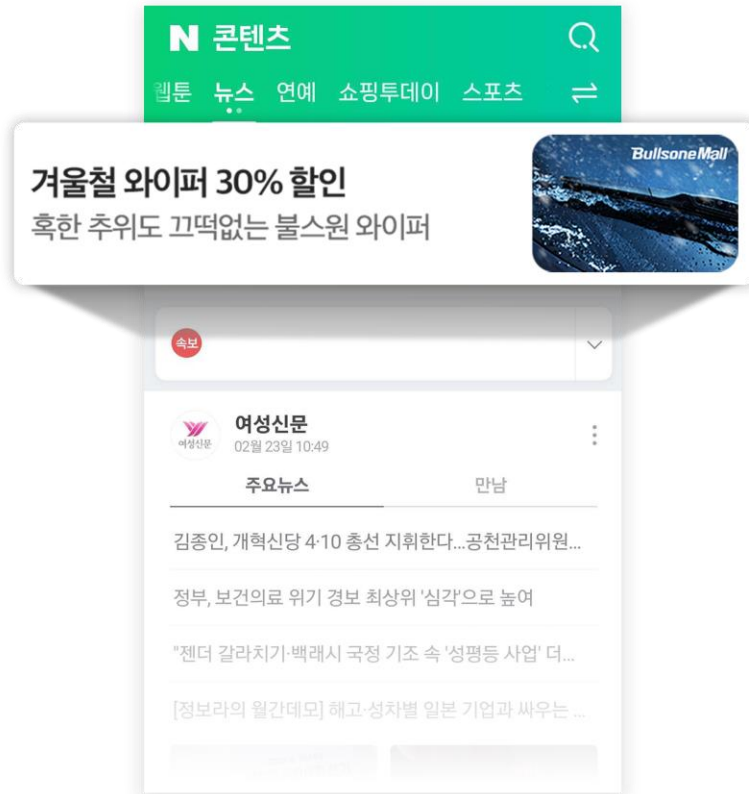 N 콘텐츠
웹툰 뉴스 연예 쇼핑투데이 스포츠
겨울철 와이퍼 30% 할인
혹한 추위도 끄떡없는 불스원 와이퍼
BullsoneMall
속보
여성신문
여성신문
02월 23일 10:49
주요뉴스 만남
김종인, 개혁신당 4·10 총선 지휘한다...공천관리위원...
정부, 보건의료 위기 경보 최상위 '심각'으로 높여
"젠더 갈라치기·백래시 국정 기조 속 '성평등 사업' 더...
[정보라의 월간데모] 해고·성차별 일본 기업과 싸우는 ...